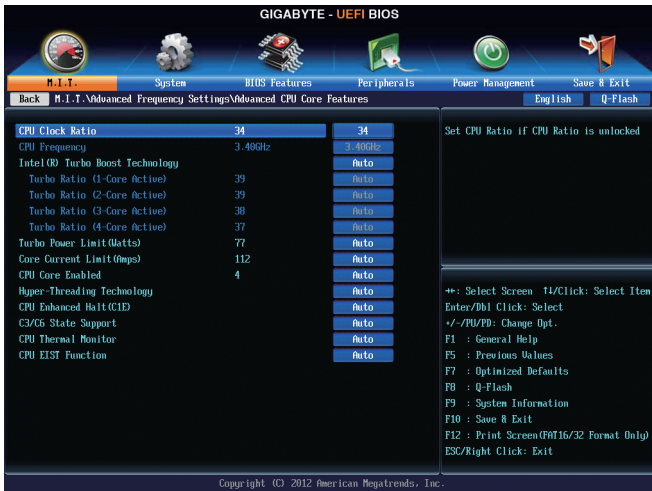 GIGABYTE - UEFI BIOS
M.I.T. System BIOS Features Peripherals Power Management Save & Exit
Back M.I.T.\Advanced Frequency Settings\Advanced CPU Core Features English Q-Flash
CPU Clock Ratio 34 34
CPU Frequency 3.40GHz 3.40GHz
Intel(R) Turbo Boost Technology Auto
Turbo Ratio (1-Core Active) 39 Auto
Turbo Ratio (2-Core Active) 39 Auto
Turbo Ratio (3-Core Active) 38 Auto
Turbo Ratio (4-Core Active) 37 Auto
Turbo Power Limit(Watts) 77 Auto
Core Current Limit(Amps) 112 Auto
CPU Core Enabled 4 Auto
Hyper-Threading Technology Auto
CPU Enhanced Halt(C1E) Auto
C3/C6 State Support Auto
CPU Thermal Monitor Auto
CPU EIST Function Auto
Set CPU Ratio if CPU Ratio is unlocked
↔: Select Screen ↑↓/Click: Select Item
Enter/Dbl Click: Select
+/-/PU/PD: Change Opt.
F1 : General Help
F5 : Previous Values
F7 : Optimized Defaults
F8 : Q-Flash
F9 : System Information
F10 : Save & Exit
F12 : Print Screen(FAT16/32 Format Only)
ESC/Right Click: Exit
Copyright (C) 2012 American Megatrends, Inc.